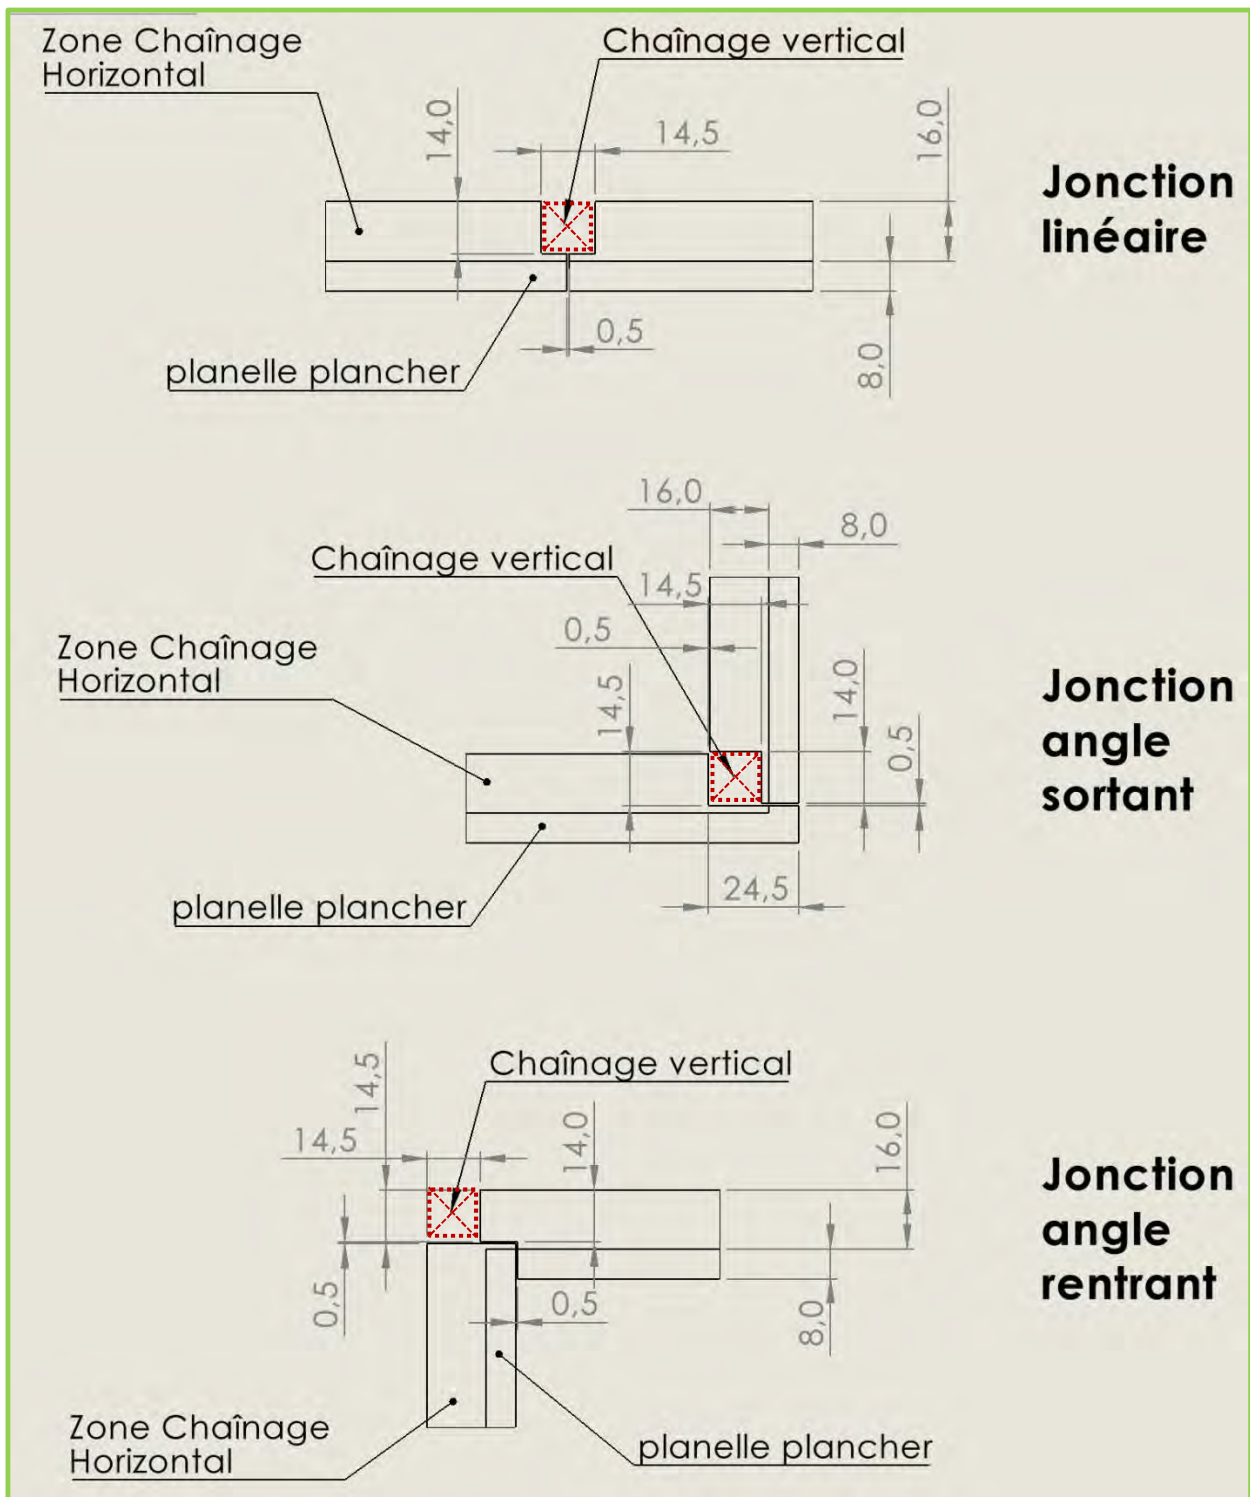 Zone Chaînage
Horizontal
Chaînage vertical
14,0
14,5
16,0
Jonction
linéaire
0,5
8,0
planelle plancher
16,0
8,0
Chaînage vertical
14,5
0,5
Zone Chaînage
Horizontal
14,5
14,0
0,5
Jonction
angle
sortant
24,5
planelle plancher
Chaînage vertical
14,5
14,5
14,0
16,0
Jonction
angle
rentrant
0,5
0,5
8,0
Zone Chaînage
Horizontal
planelle plancher